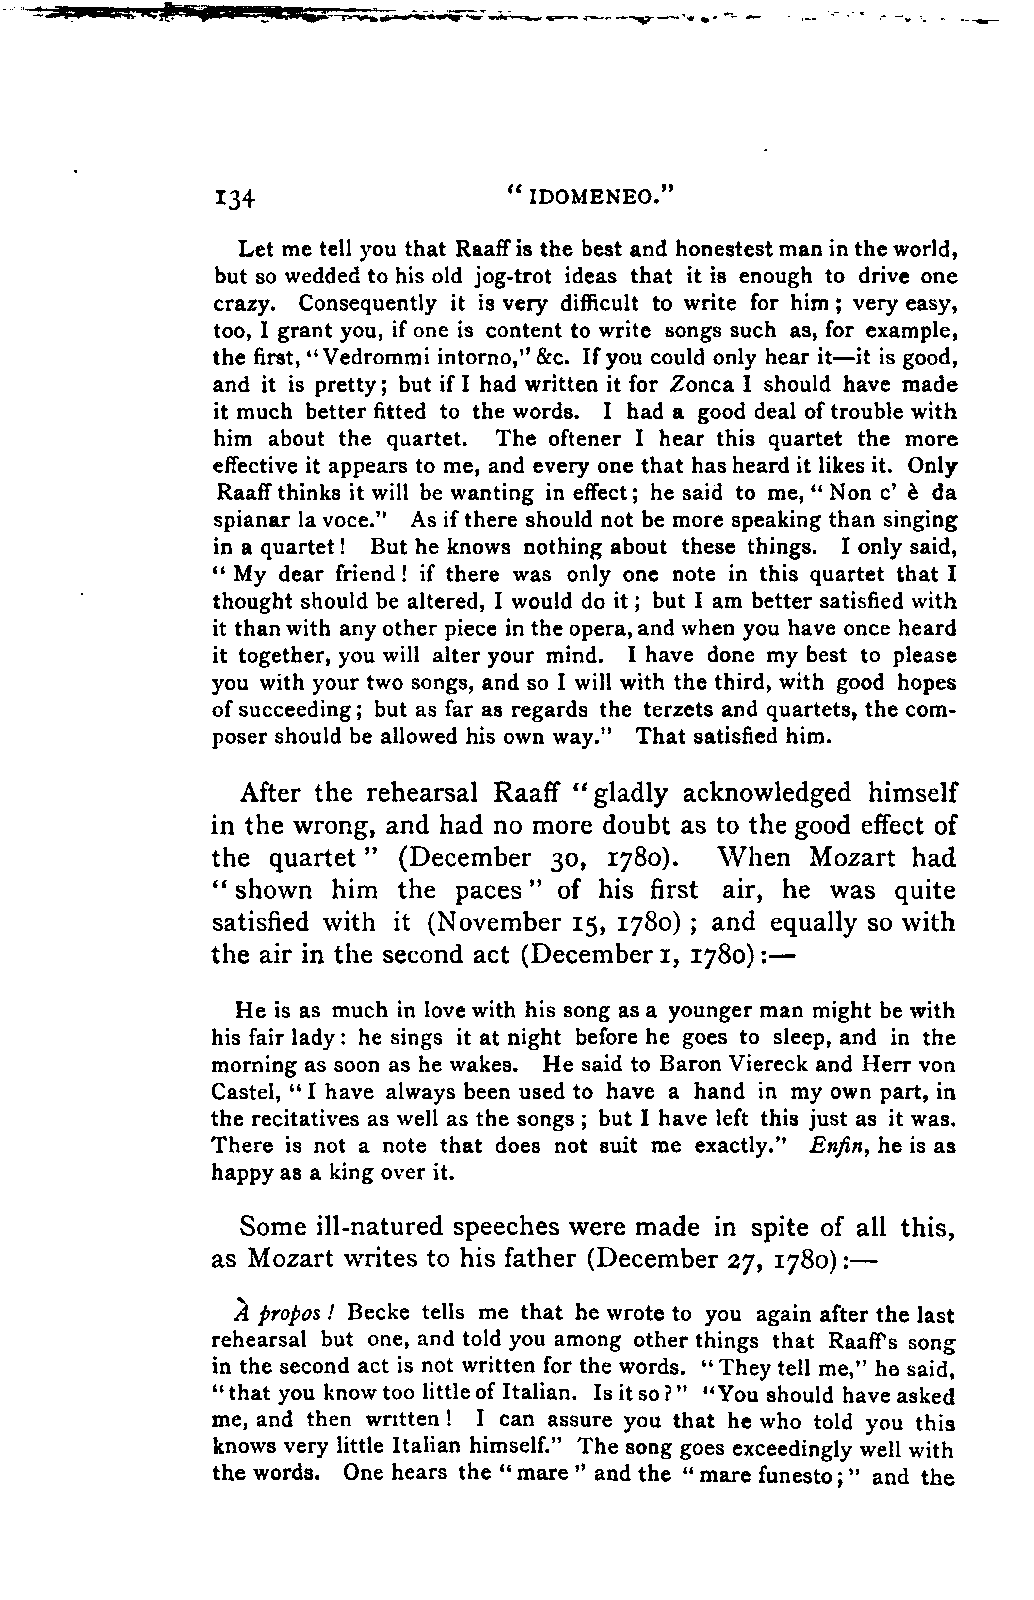 134 " IDOMENEO."
Let me tell you that Raaff is the best and honestest man in the world,
but so wedded to his old jog-trot ideas that it is enough to drive one
crazy. Consequently it is very difficult to write for him ; very easy,
too, I grant you, if one is content to write songs such as, for example,
the first, "Vedrommi intorno," &c. If you could only hear it—it is good,
and it is pretty; but if I had written it for Zonca I should have made
it much better fitted to the words. I had a good deal of trouble with
him about the quartet. The oftener I hear this quartet the more
effective it appears to me, and every one that has heard it likes it. Only
Raaff thinks it will be wanting in effect; he said to me, " Non c' è da
spianar la voce." As if there should not be more speaking than singing
in a quartet! But he knows nothing about these things. I only said,
" My dear friend! if there was only one note in this quartet that I
thought should be altered, I would do it ; but I am better satisfied with
it than with any other piece in the opera, and when you have once heard
it together, you will alter your mind. I have done my best to please
you with your two songs, and so I will with the third, with good hopes
of succeeding; but as far as regards the terzets and quartets, the com-
poser should be allowed his own way." That satisfied him.
After the rehearsal Raaff "gladly acknowledged himself
in the wrong, and had no more doubt as to the good effect of
the quartet" (December 30, 1780). When Mozart had
" shown him the paces " of his first air, he was quite
satisfied with it (November 15, 1780) ; and equally so with
the air in the second act (December 1, 1780) :—
He is as much in love with his song as a younger man might be with
his fair lady: he sings it at night before he goes to sleep, and in the
morning as soon as he wakes. He said to Baron Viereck and Herr von
Castel, " I have always been used to have a hand in my own part, in
the recitatives as well as the songs ; but I have left this just as it was.
There is not a note that does not suit me exactly." Enfin, he is as
happy as a king over it.
Some ill-natured speeches were made in spite of all this,
as Mozart writes to his father (December 27, 1780) :—
À propos! Becke tells me that he wrote to you again after the last
rehearsal but one, and told you among other things that Raaff's song
in the second act is not written for the words. "They tell me," he said,
"that you know too little of Italian. Is it so?" "You should have asked
me, and then written! I can assure you that he who told you this
knows very little Italian himself." The song goes exceedingly well with
the words. One hears the " mare " and the " mare funesto ; " and the